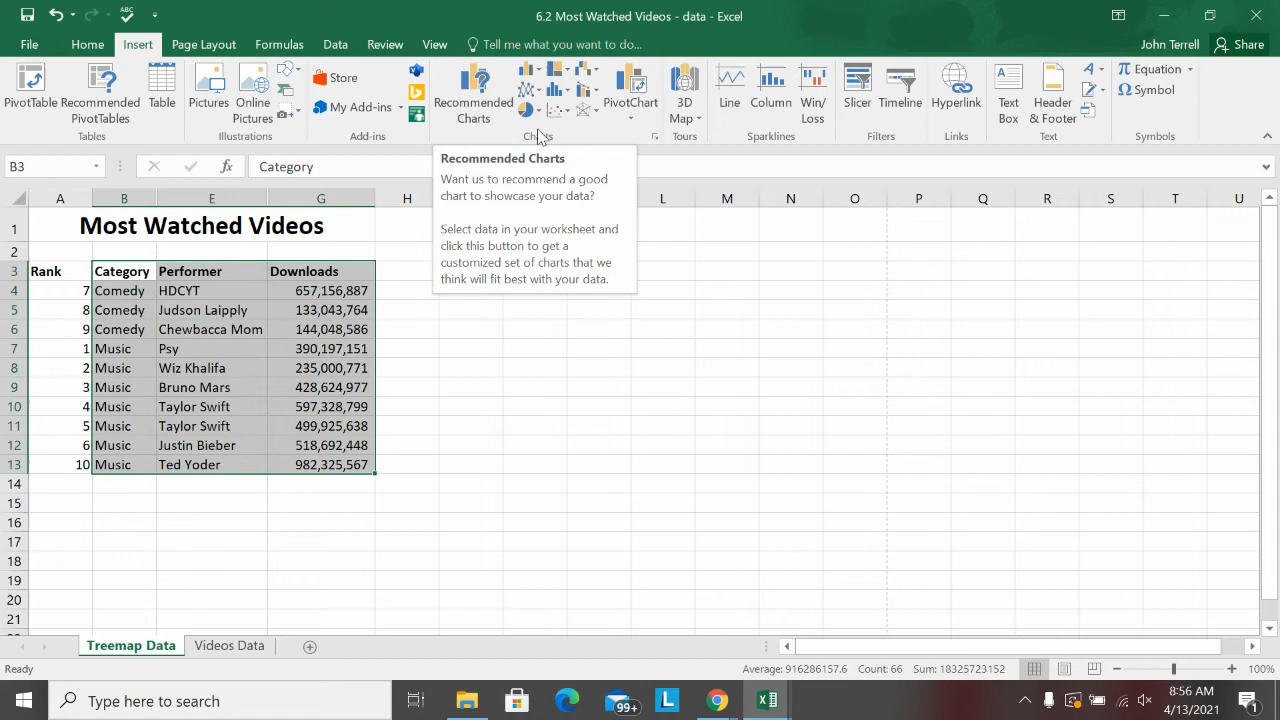 6.2 Most Watched Videos - data - Excel
File Home Insert Page Layout Formulas Data Review View Tell me what you want to do... John Terrell Share
PivotTable Recommended PivotTables Table Pictures Online Pictures Store My Add-ins Recommended Charts PivotChart 3D Map Line Column Win/Loss Slicer Timeline Hyperlink Text Box Header & Footer Equation Symbol
Tables Illustrations Add-ins Charts Tours Sparklines Filters Links Text Symbols
B3 fx Category
Recommended Charts
Want us to recommend a good
chart to showcase your data?
Select data in your worksheet and
click this button to get a
customized set of charts that we
think will fit best with your data.
A B E G H L M N O P Q R S T U
1 Most Watched Videos
2
3 Rank Category Performer Downloads
4 7 Comedy HDCYT 657,156,887
5 8 Comedy Judson Laipply 133,043,764
6 9 Comedy Chewbacca Mom 144,048,586
7 1 Music Psy 390,197,151
8 2 Music Wiz Khalifa 235,000,771
9 3 Music Bruno Mars 428,624,977
10 4 Music Taylor Swift 597,328,799
11 5 Music Taylor Swift 499,925,638
12 6 Music Justin Bieber 518,692,448
13 10 Music Ted Yoder 982,325,567
14
15
16
17
18
19
20
21
Treemap Data Videos Data
Ready Average: 916286157.6 Count: 66 Sum: 18325723152 100%
Type here to search 99+ L 8:56 AM
4/13/2021 1